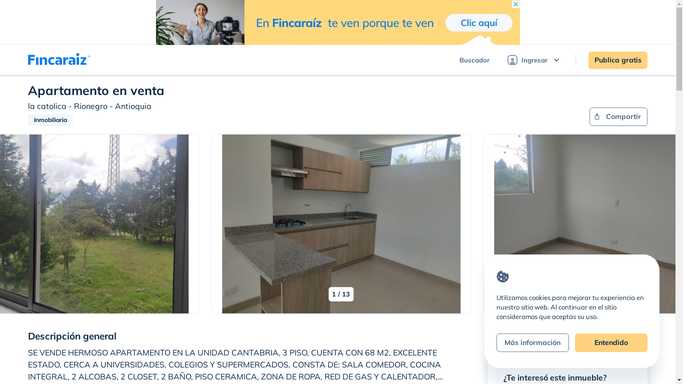 En Fincaraíz te ven porque te ven
Clic aquí
Fincaraíz
Buscador
Ingresar
Publica gratis
Apartamento en venta
la catolica - Rionegro - Antioquia
Inmobiliaria
Compartir
1 / 13
Utilizamos cookies para mejorar tu experiencia en
nuestro sitio web. Al continuar en el sitio
consideramos que aceptas su uso.
Más información
Entendido
Descripción general
SE VENDE HERMOSO APARTAMENTO EN LA UNIDAD CANTABRIA, 3 PISO, CUENTA CON 68 M2, EXCELENTE
ESTADO, CERCA A UNIVERSIDADES, COLEGIOS Y SUPERMERCADOS, CONSTA DE: SALA COMEDOR, COCINA
INTEGRAL, 2 ALCOBAS, 2 CLOSET, 2 BAÑO, PISO CERAMICA, ZONA DE ROPA, RED DE GAS Y CALENTADOR,...
¿Te interesó este inmueble?